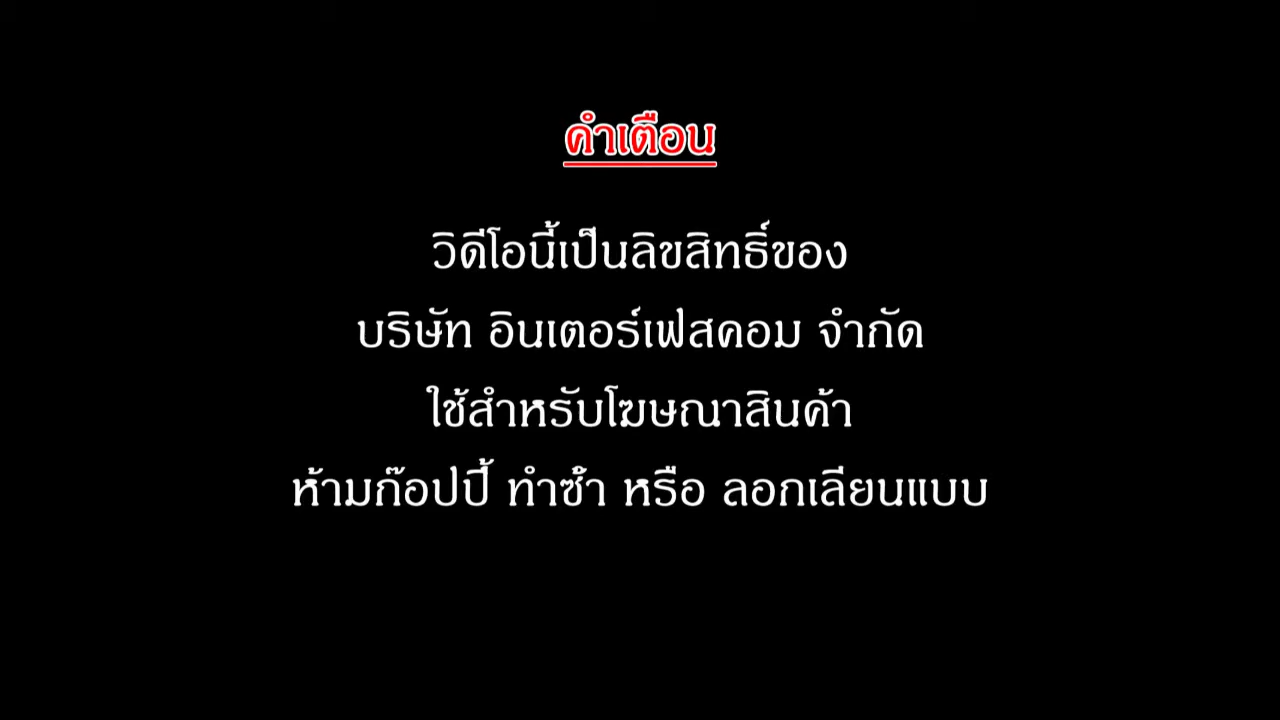 คำเตือน
วิดีโอนี้เป็นลิขสิทธิ์ของ
บริษัท อินเตอร์เฟสคอม จำกัด
ใช้สำหรับโฆษณาสินค้า
ห้ามก๊อปปี้ ทำซ้ำ หรือ ลอกเลียนแบบ